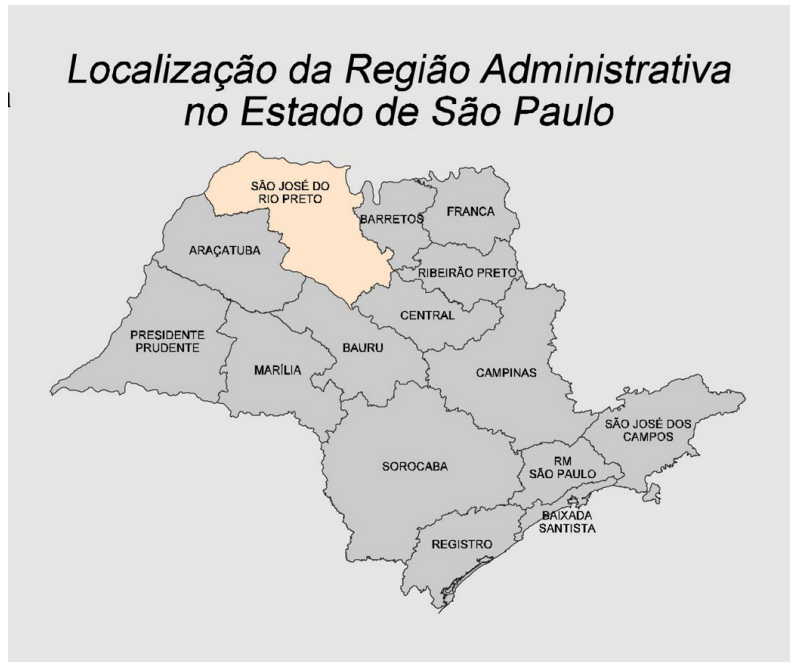 Localização da Região Administrativa
no Estado de São Paulo
SÃO JOSÉ DO
RIO PRETO
BARRETOS
FRANCA
ARAÇATUBA
RIBEIRÃO PRETO
CENTRAL
PRESIDENTE
PRUDENTE
BAURU
MARÍLIA
CAMPINAS
SÃO JOSÉ DOS
CAMPOS
SOROCABA
RM
SÃO PAULO
BAIXADA
SANTISTA
REGISTRO